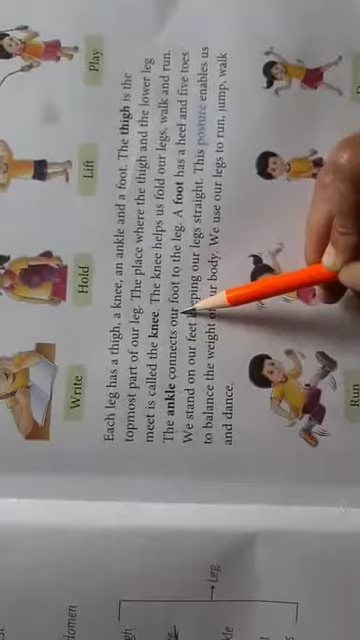 Play
Lift
Hold
Write
Each leg has a thigh, a knee, an ankle and a foot. The thigh is the
topmost part of our leg. The place where the thigh and the lower leg
meet is called the knee. The knee helps us fold our legs, walk and run.
The ankle connects our foot to the leg. A foot has a heel and five toes
We stand on our feet keeping our legs straight. This posture enables us
to balance the weight of our body. We use our legs to run, jump, walk
and dance.
Run
Leg